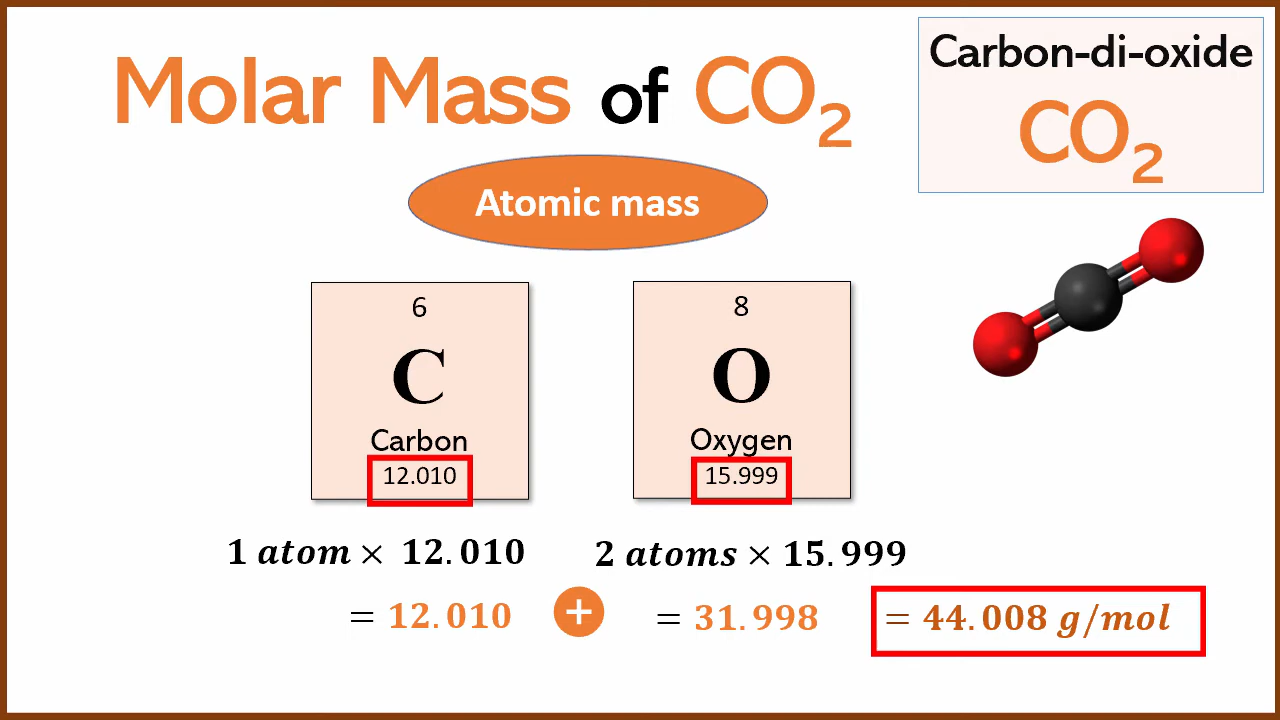 Molar Mass of CO₂
Carbon-di-oxide
CO₂
Atomic mass
6
C
Carbon
12.010
8
O
Oxygen
15.999
1 atom × 12.010
2 atoms × 15.999
= 12.010 + = 31.998 = 44.008 g/mol